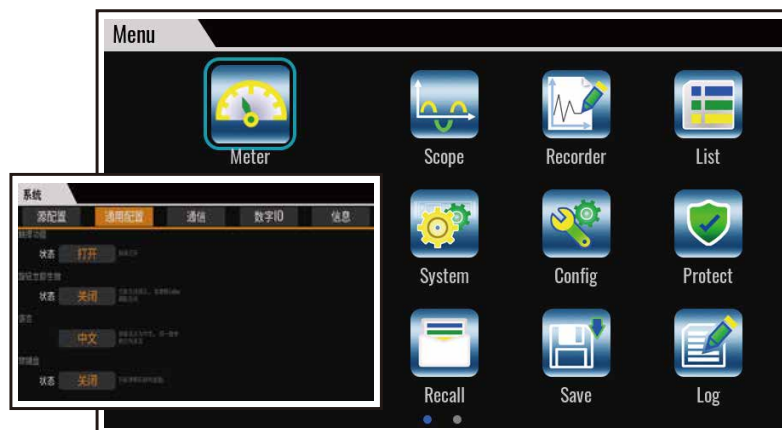 Menu
Meter
Scope
Recorder
List
系统
源配置
通用配置
通信
数字IO
信息
状态
打开
System
Config
Protect
状态
关闭
语言
中文
状态
关闭
Recall
Save
Log